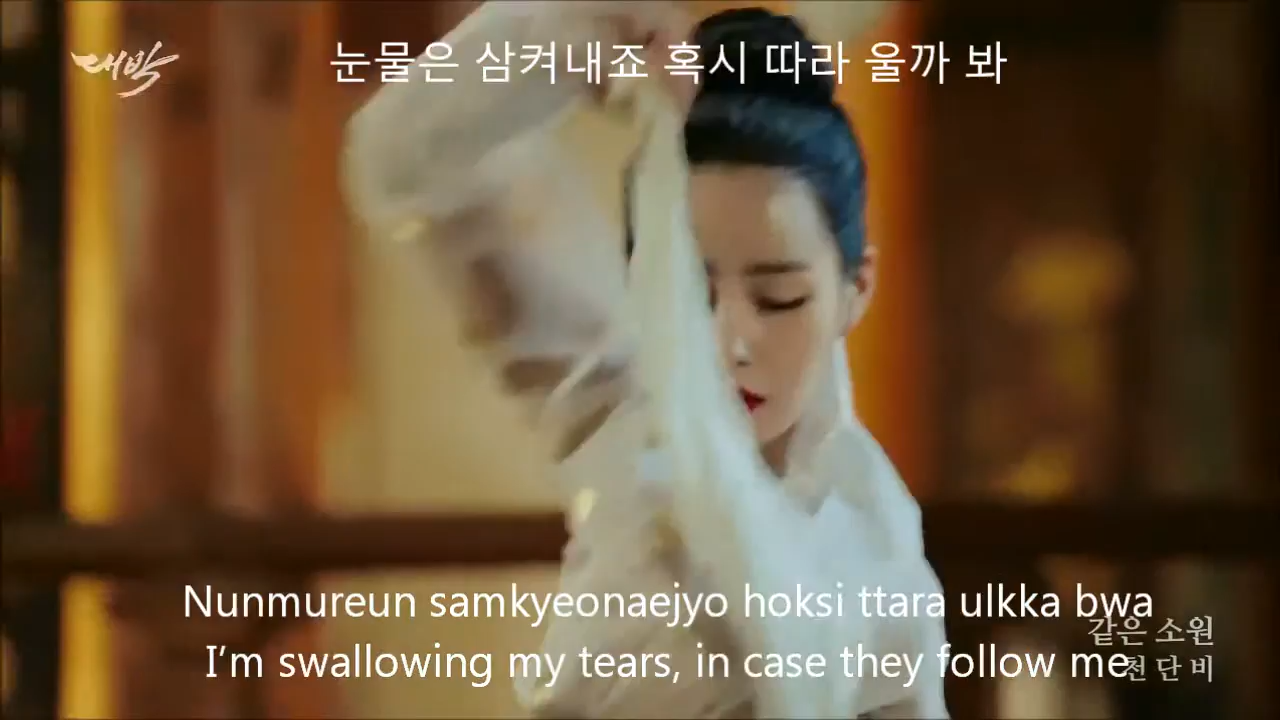 대박
눈물은 삼켜내죠 혹시 따라 울까 봐
Nunmureun samkyeonaejyo hoksi ttara ulkka bwa
같은 소원
I’m swallowing my tears, in case they follow me
천단비